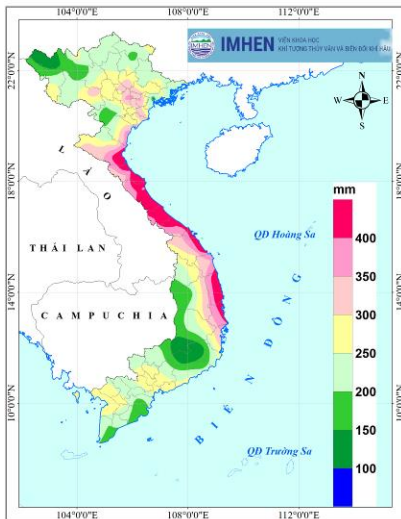 IMHEN
VIỆN KHOA HỌC
KHÍ TƯỢNG THỦY VĂN VÀ BIẾN ĐỔI KHÍ HẬU
104°0'0"E
108°0'0"E
112°0'0"E
22°0'0"N
18°0'0"N
14°0'0"N
10°0'0"N
N
W
E
S
LÀO
THÁI LAN
CAMPUCHIA
QĐ Hoàng Sa
BIỂN ĐÔNG
QĐ Trường Sa
mm
400
350
300
250
200
150
100
104°0'0"E
108°0'0"E
112°0'0"E